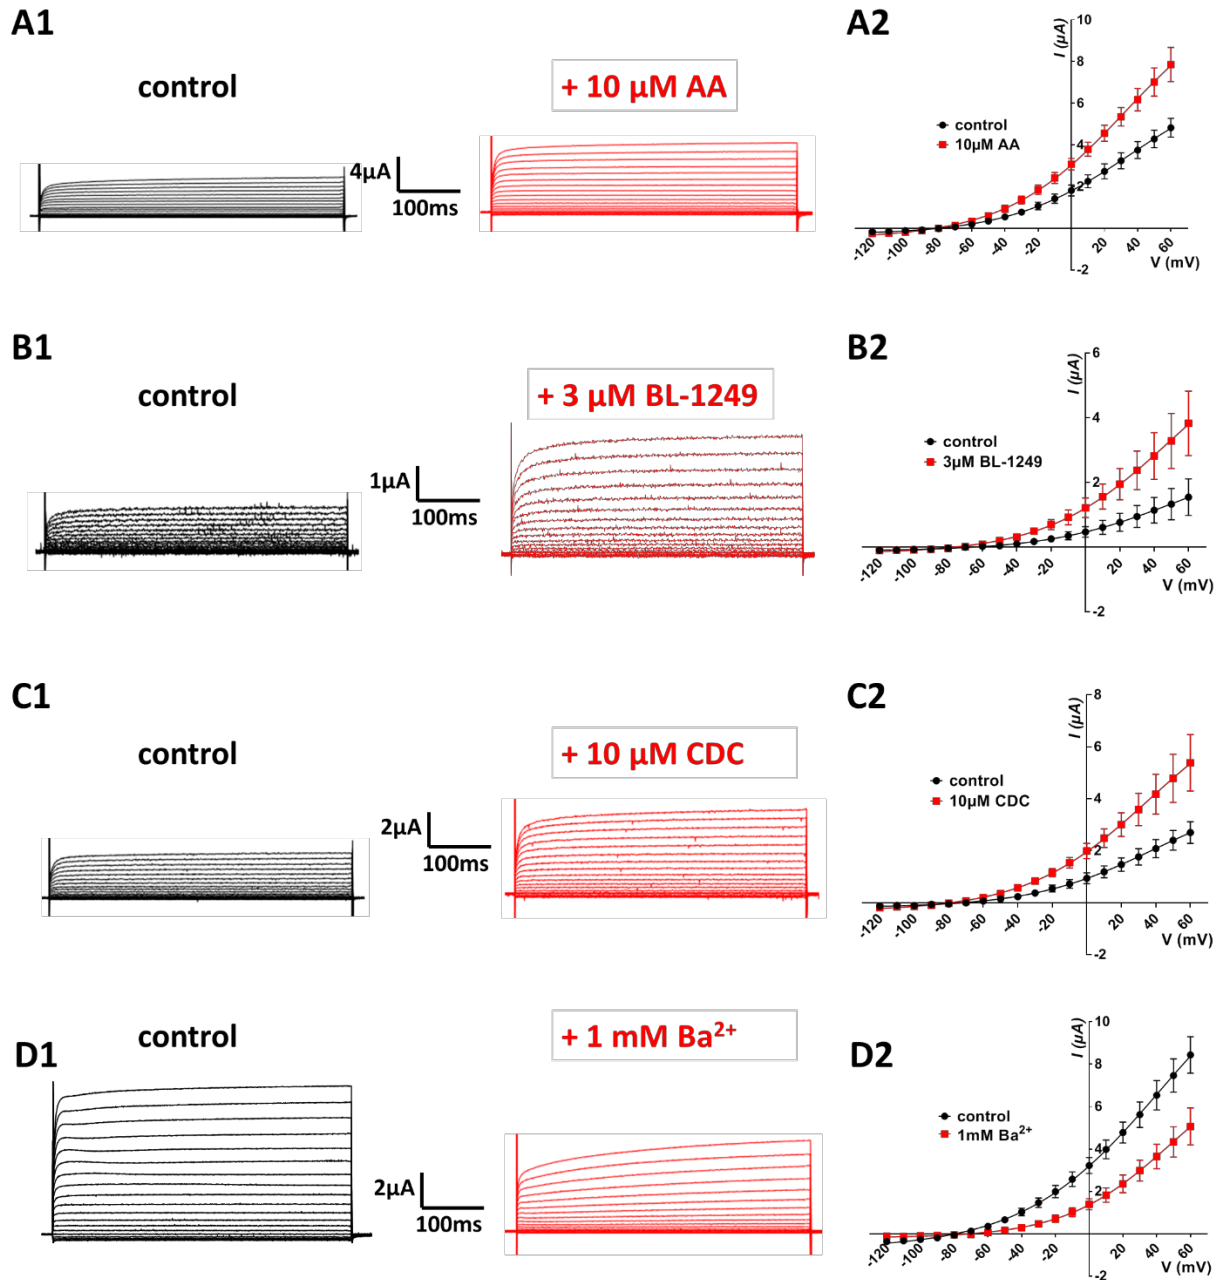 A1
control
+ 10 µM AA
4µA
100ms
A2
I (µA)
10
8
6
4
2
-2
control
10µM AA
-120 -100 -80 -60 -40 -20 20 40 60
V (mV)
B1
control
+ 3 µM BL-1249
1µA
100ms
B2
I (µA)
6
4
2
-2
control
3µM BL-1249
-120 -100 -80 -60 -40 -20 20 40 60
V (mV)
C1
control
+ 10 µM CDC
2µA
100ms
C2
I (µA)
8
6
4
2
-2
control
10µM CDC
-120 -100 -80 -60 -40 -20 20 40 60
V (mV)
D1
control
+ 1 mM Ba²⁺
2µA
100ms
D2
I (µA)
10
8
6
4
2
-2
control
1mM Ba²⁺
-120 -100 -80 -60 -40 -20 20 40 60
V (mV)